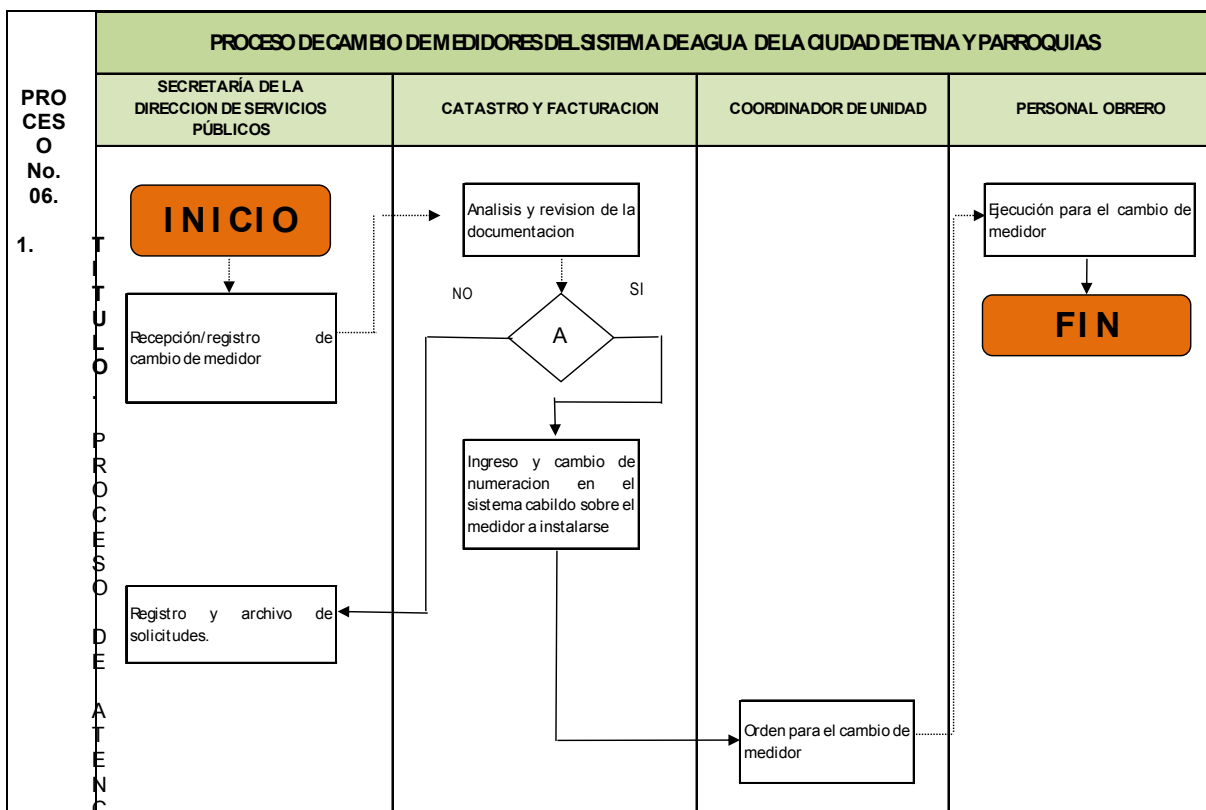 PROCESO DE CAMBIO DE MEDIDORES DEL SISTEMA DE AGUA DE LA CIUDAD DE TENA Y PARROQUIAS
SECRETARÍA DE LA
DIRECCION DE SERVICIOS
PÚBLICOS
CATASTRO Y FACTURACION
COORDINADOR DE UNIDAD
PERSONAL OBRERO
PRO
CES
O
No.
06.
1.
T
I
T
U
L
O
.
P
R
O
C
E
S
O
D
E
A
T
E
N
C
INICIO
Recepción/registro de
cambio de medidor
Registro y archivo de
solicitudes.
Analisis y revision de la
documentacion
NO
SI
A
Ingreso y cambio de
numeracion en el
sistema cabildo sobre el
medidor a instalarse
Orden para el cambio de
medidor
Ejecución para el cambio de
medidor
FIN